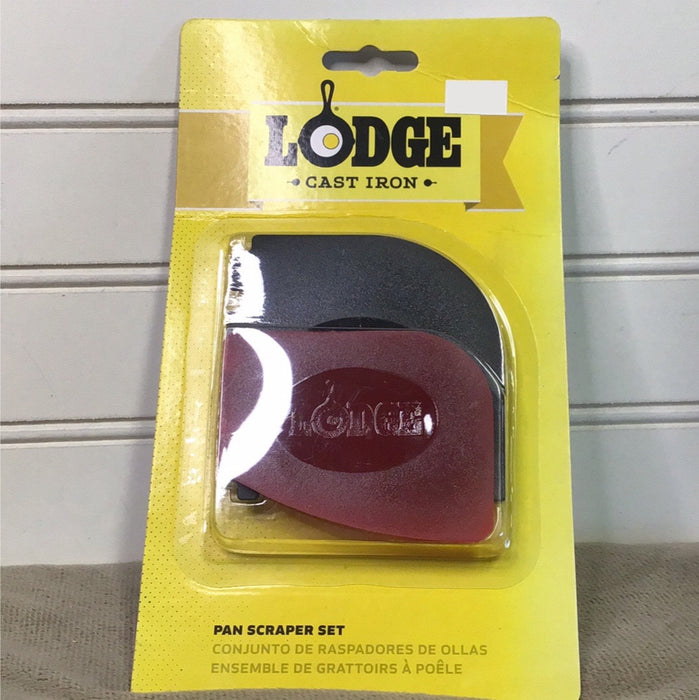 LODGE
CAST IRON
LODGE
PAN SCRAPER SET
CONJUNTO DE RASPADORES DE OLLAS
ENSEMBLE DE GRATTOIRS À POÊLE